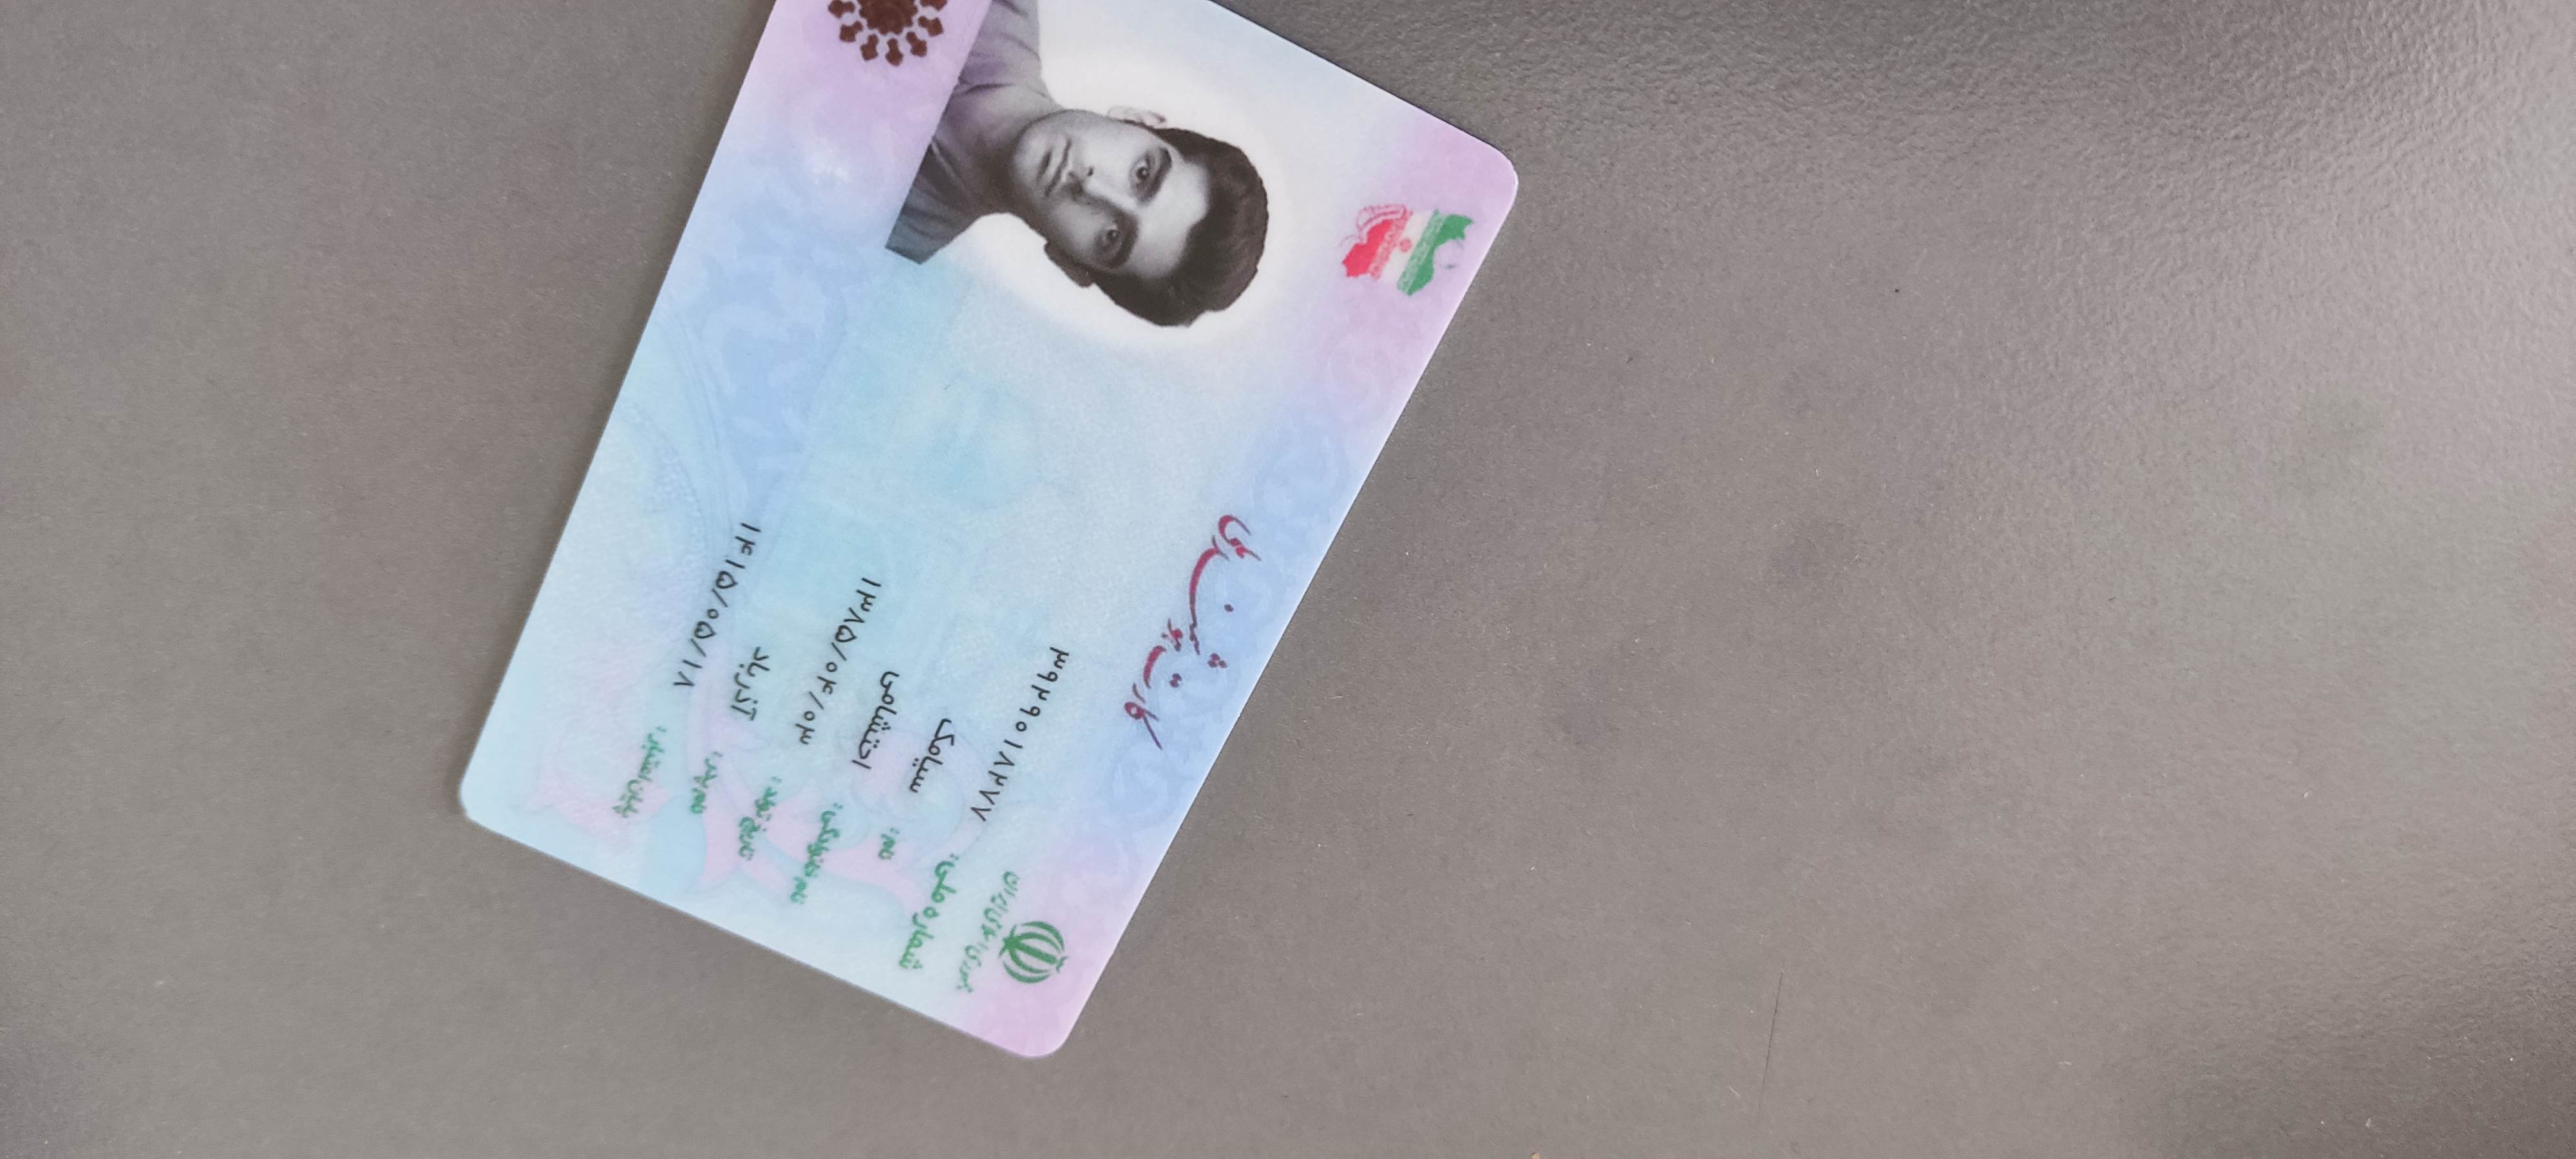 جمهوری اسلامی ایران
کارت هوشمند ملی
شماره ملی: ۳۹۲۹۰۱۸۲۷۷
نام: سیامک
نام خانوادگی: احتشامی
تاریخ تولد: ۱۳۸۵/۰۴/۰۳
نام پدر: آذرباد
پایان اعتبار: ۱۴۱۵/۰۵/۱۸